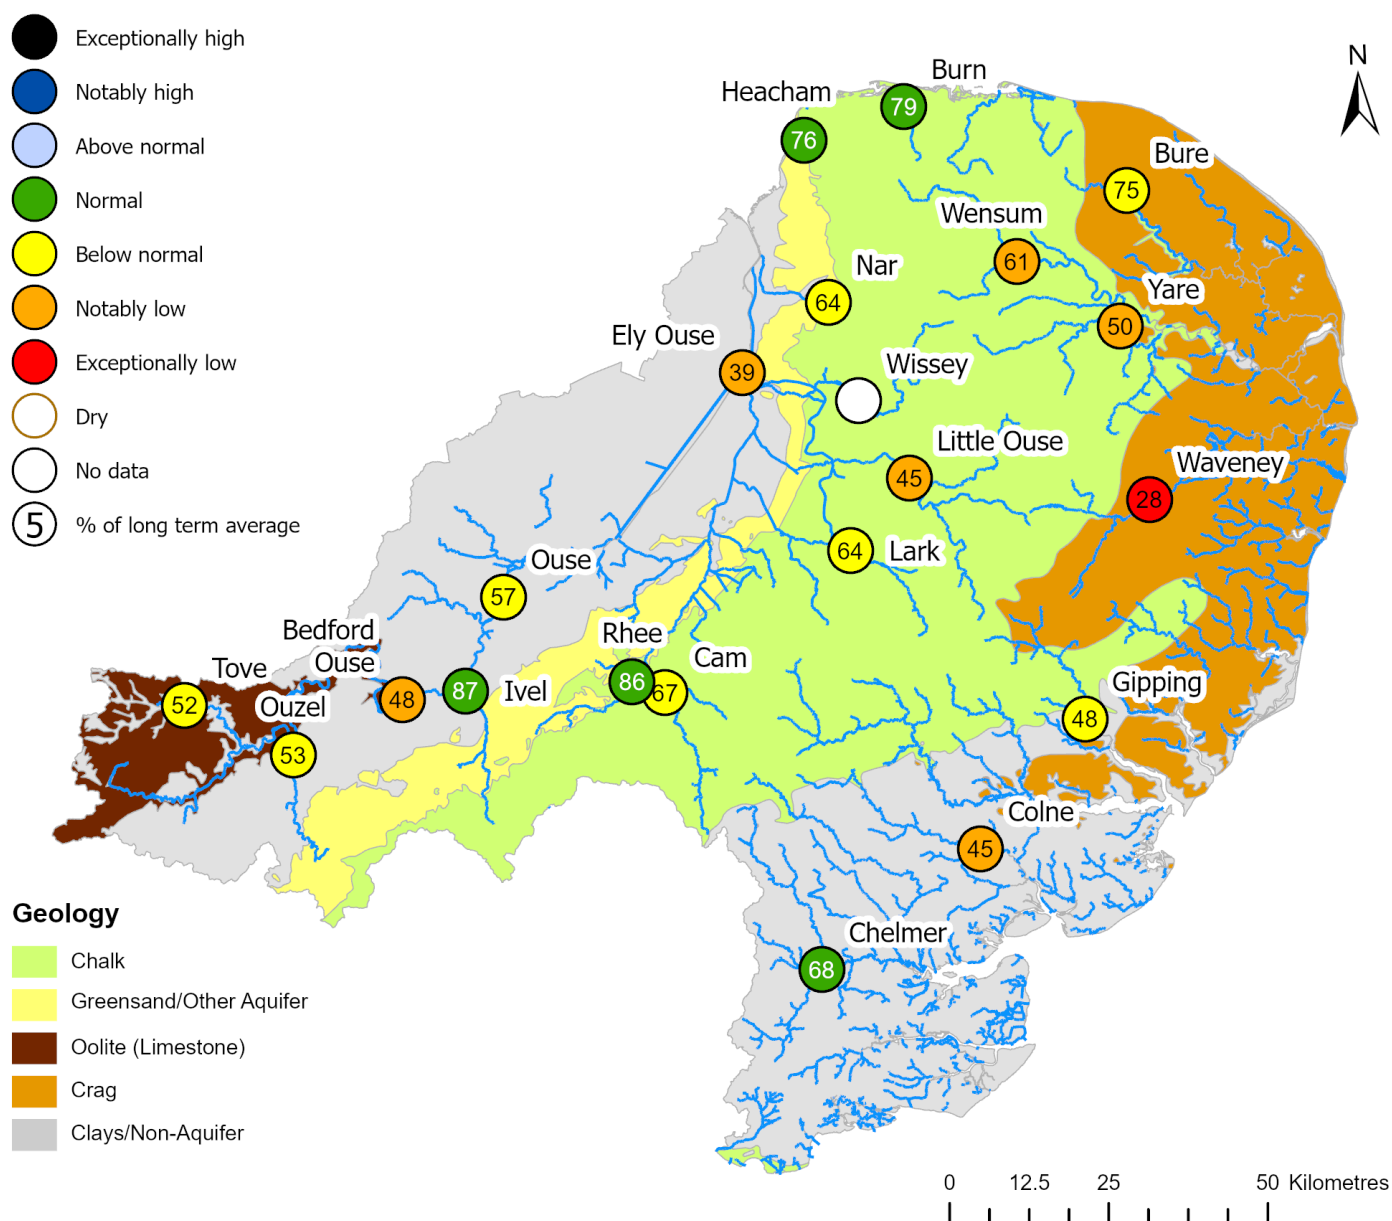 Exceptionally high
Notably high
Above normal
Normal
Below normal
Notably low
Exceptionally low
Dry
No data
5 % of long term average
N
Burn
79
Heacham
76
Bure
75
Wensum
61
Nar
64
Yare
50
Ely Ouse
39
Wissey
Little Ouse
45
Waveney
28
Lark
64
Ouse
57
Bedford
Ouse
48
Rhee
86
Cam
67
Tove
52
Ouzel
53
Ivel
87
Gipping
48
Colne
45
Chelmer
68
Geology
Chalk
Greensand/Other Aquifer
Oolite (Limestone)
Crag
Clays/Non-Aquifer
0 12.5 25 50 Kilometres